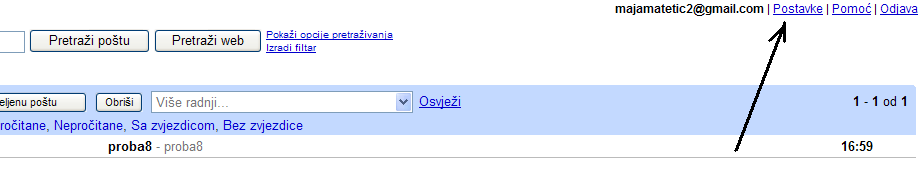 majamatetic2@gmail.com | Postavke | Pomoć | Odjava
Pretraži poštu Pretraži web Pokaži opcije pretraživanja
Izradi filtar
eljenu poštu Obriši Više radnji... Osvježi 1 - 1 od 1
ročitane, Nepročitane, Sa zvjezdicom, Bez zvjezdice
proba8 - proba8 16:59